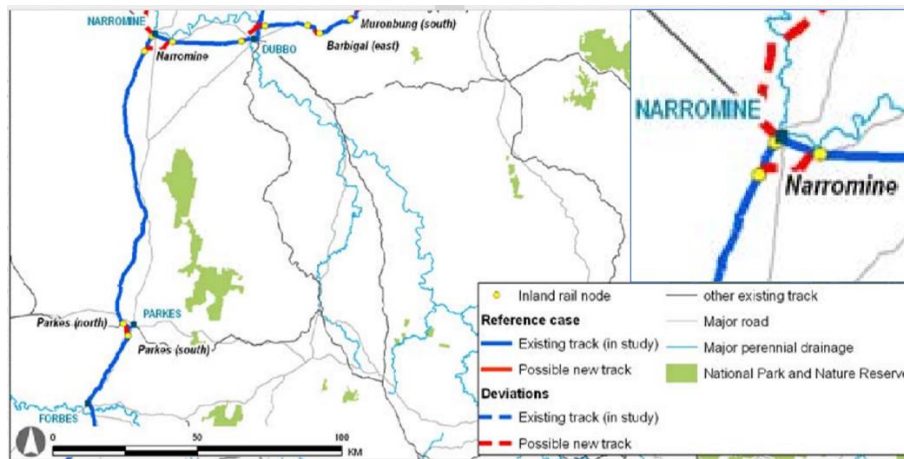 Muronbung (south)
NARROMINE
Narromine
DUBBO
Barbigal (east)
NARROMINE
Narromine
Parkes (north)
PARKES
Parkes (south)
FORBES
0 50 100
KM
Inland rail node
Reference case
Existing track (in study)
Possible new track
Deviations
Existing track (in study)
Possible new track
other existing track
Major road
Major perennial drainage
National Park and Nature Reserve